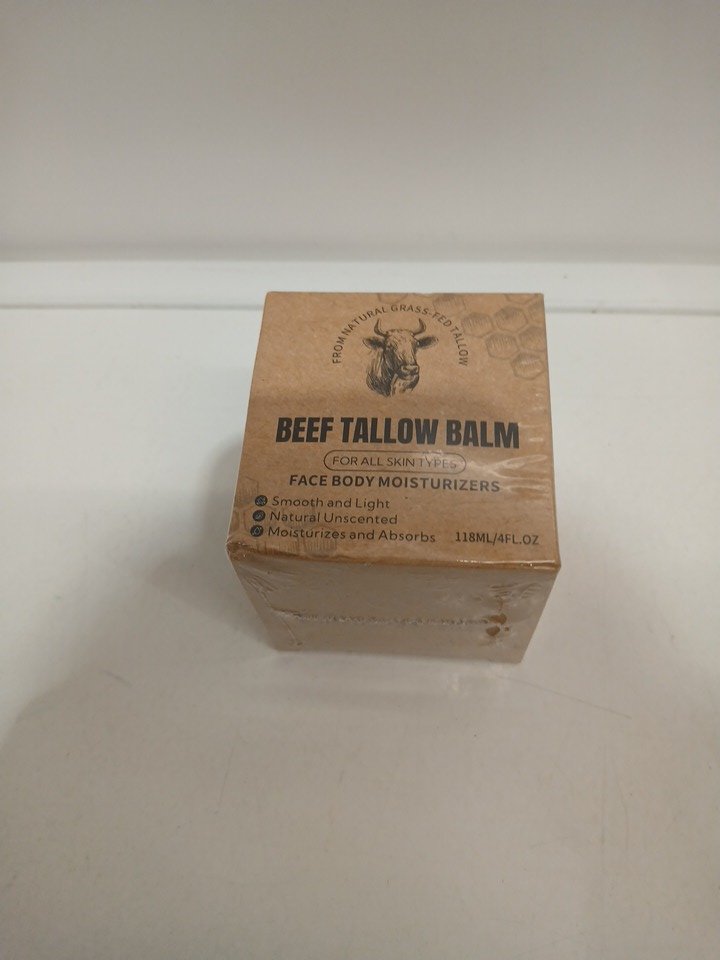 FROM NATURAL GRASS-FED TALLOW
BEEF TALLOW BALM
FOR ALL SKIN TYPES
FACE BODY MOISTURIZERS
Smooth and Light
Natural Unscented
Moisturizes and Absorbs
118ML/4FL.OZ